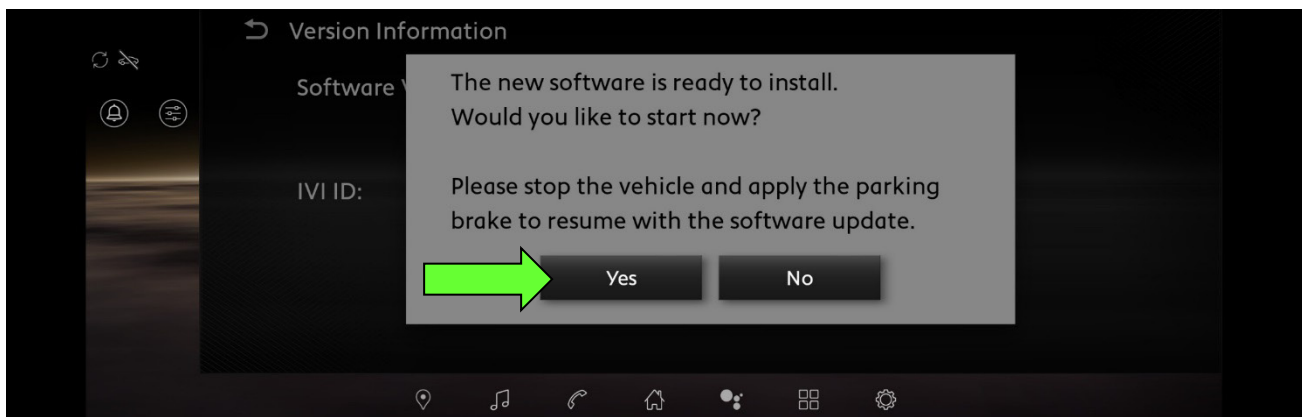 Version Information
Software
The new software is ready to install.
Would you like to start now?
IVI ID:
Please stop the vehicle and apply the parking
brake to resume with the software update.
Yes
No